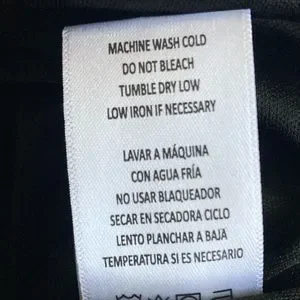 MACHINE WASH COLD
DO NOT BLEACH
TUMBLE DRY LOW
LOW IRON IF NECESSARY
LAVAR A MÁQUINA
CON AGUA FRÍA
NO USAR BLAQUEADOR
SECAR EN SECADORA CICLO
LENTO PLANCHAR A BAJA
TEMPERATURA SI ES NECESARIO